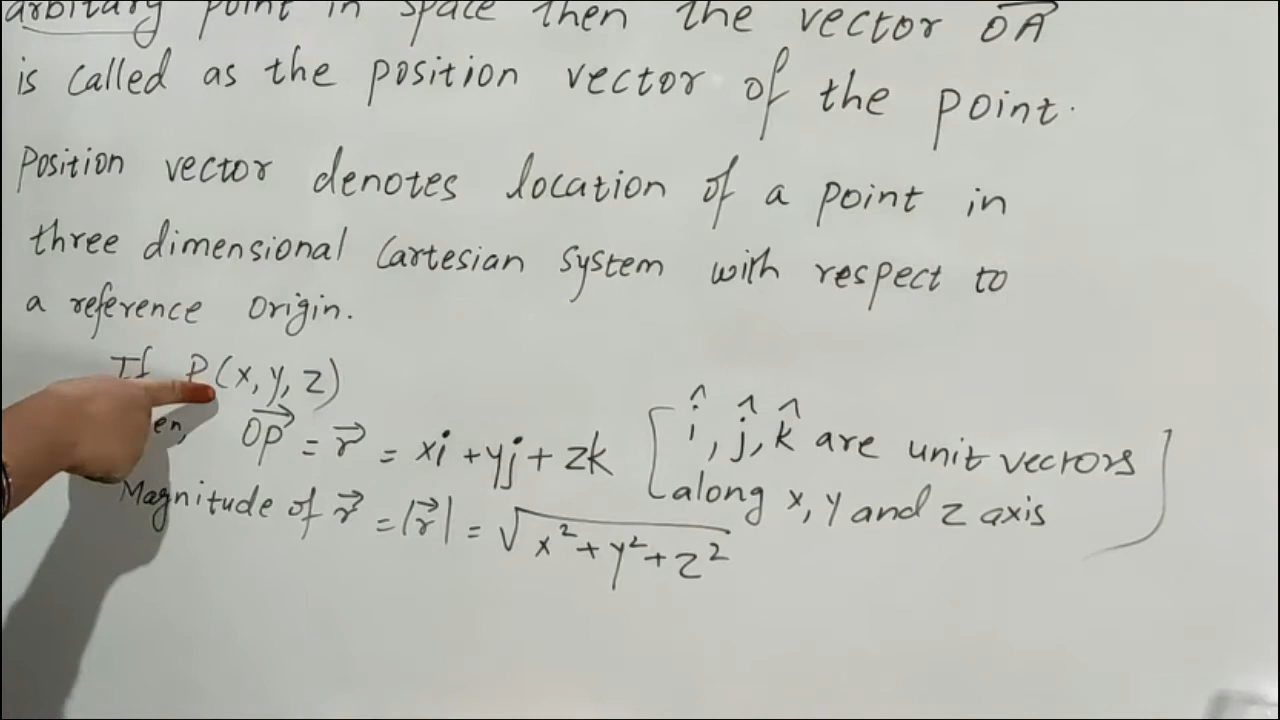 arbitary point in space then the vector OA⃗
is called as the position vector of the point.
Position vector denotes location of a point in
three dimensional Cartesian system with respect to
a reference origin.
If P(x, y, z)
en, OP⃗ = r⃗ = xi + yj + zk [î, ĵ, k̂ are unit vectors
along x, y and z axis]
Magnitude of r⃗ = |r⃗| = √(x² + y² + z²)